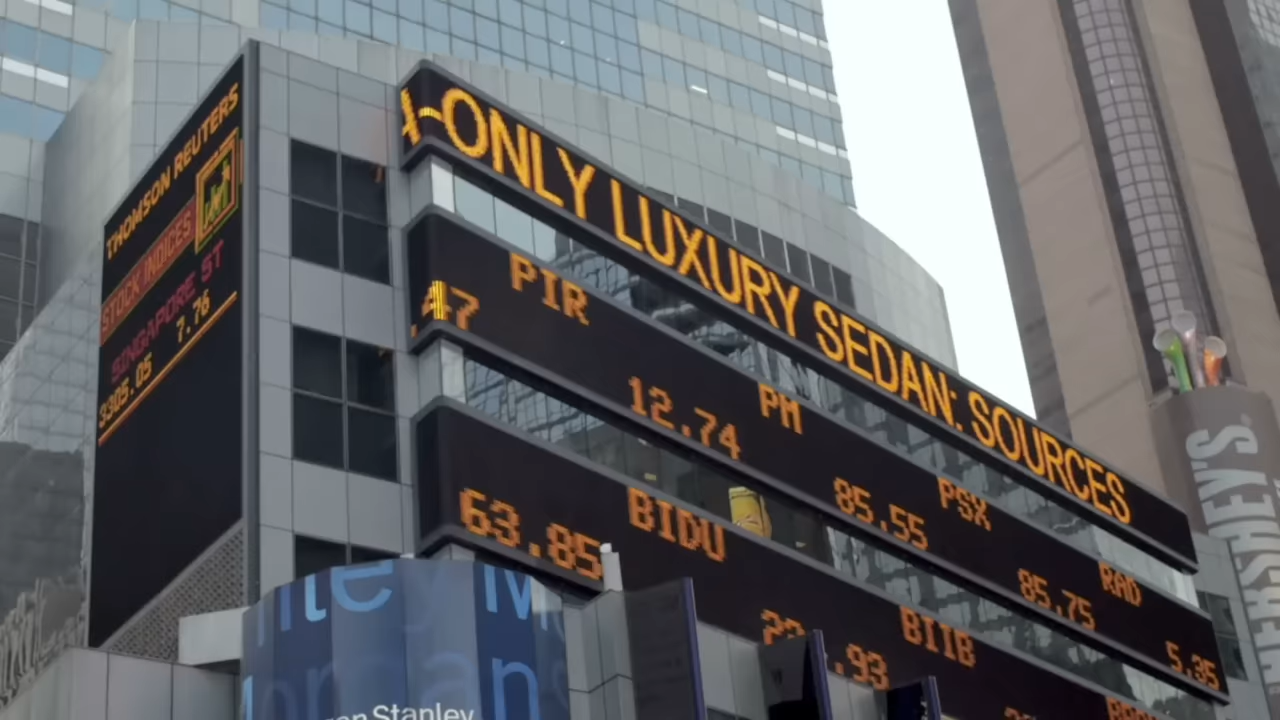 THOMSON REUTERS
STOCK INDICES
SINGAPORE ST
3305.05 7.76
-ONLY LUXURY SEDAN: SOURCES
.47 PIR 12.74 PM 85.55 PSX 85.75 RAD 5.35
63.85 BIDU .93 BIIB
Stanley
HERSHEY'S